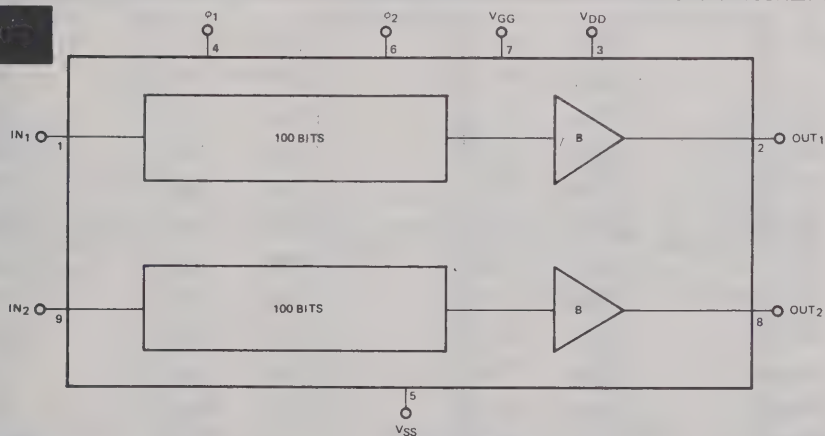 φ1 φ2 VGG VDD
4 6 7 3
IN1 1 100 BITS B 2 OUT1
IN2 9 100 BITS B 8 OUT2
5
VSS